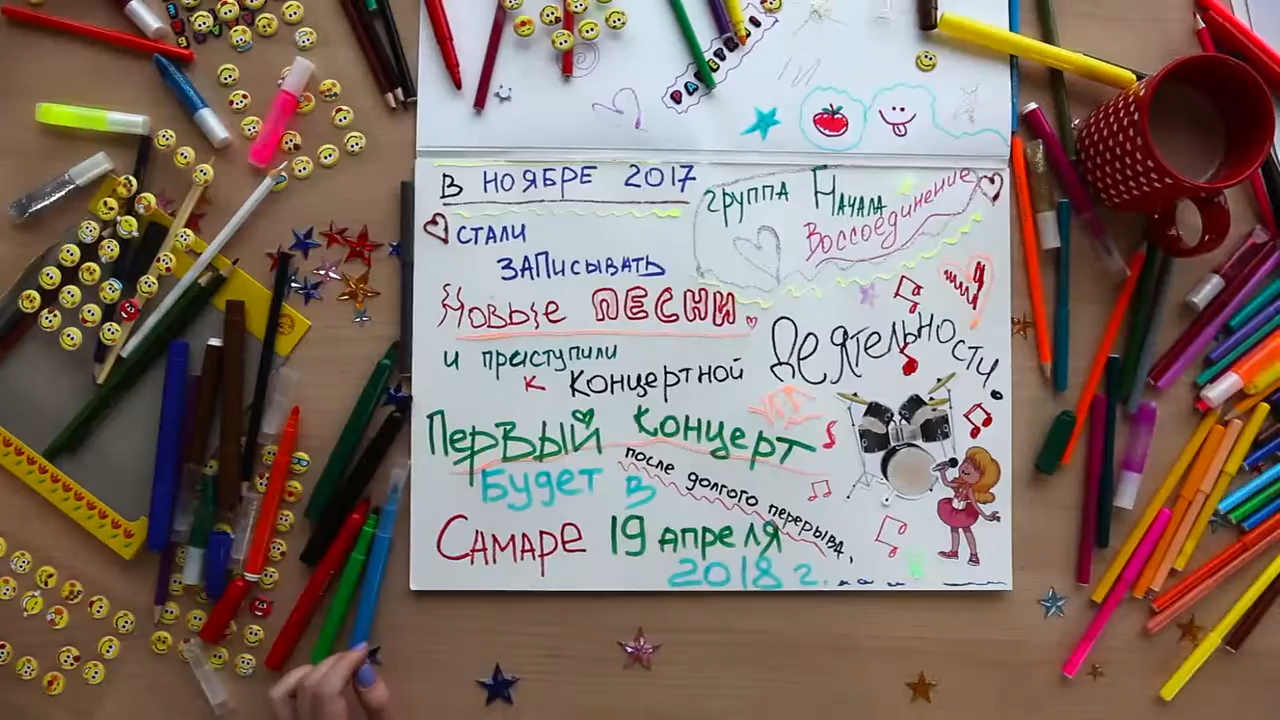 РАНЕТКИ
В НОЯБРЕ 2017 группа Начала Воссоединение
СТАЛИ
ЗАПИСЫВАТЬ
Новые ПЕСНИ
и приступили
к концертной Деятельности.
Первый Концерт
Будет В после долгого перерыва,
Самаре 19 апреля
2018 г.